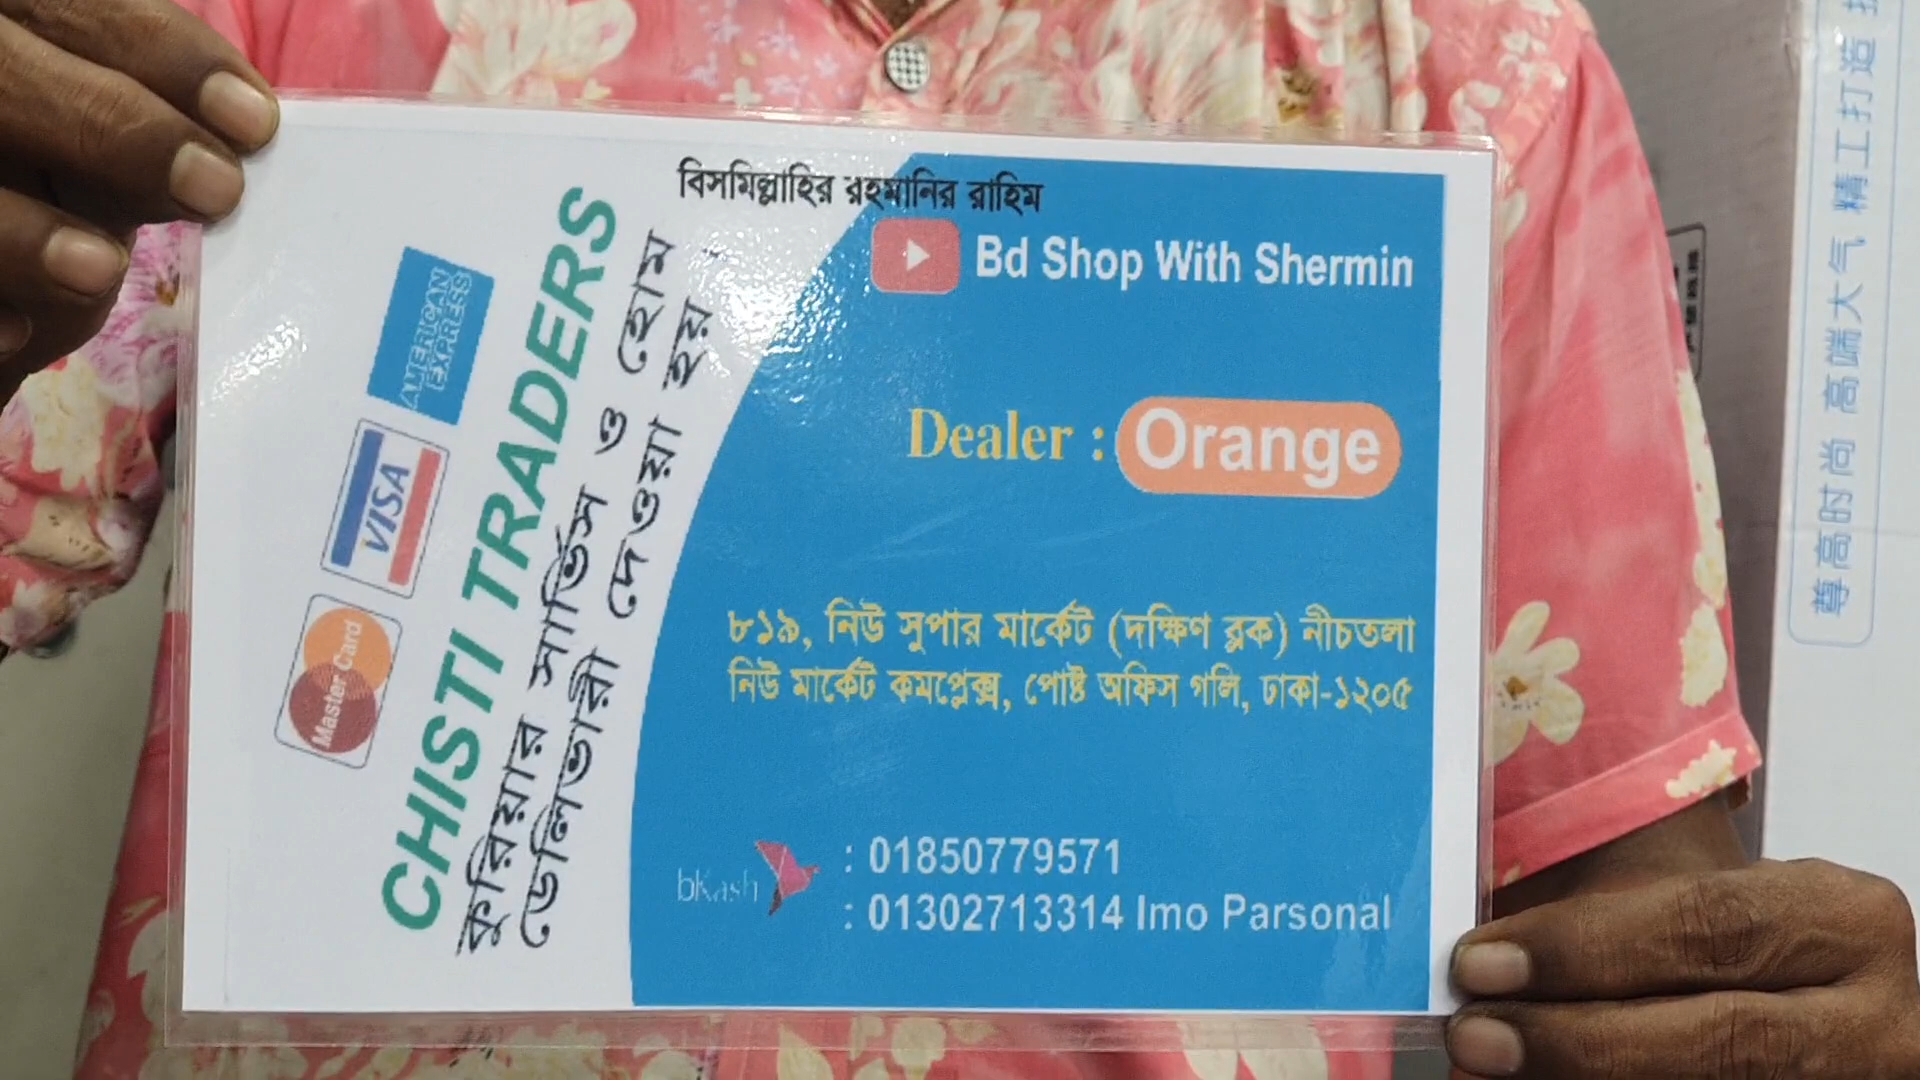 বিসমিল্লাহির রহমানির রাহিম
Bd Shop With Shermin
Dealer : Orange
৮১৯, নিউ সুপার মার্কেট (দক্ষিণ ব্লক) নীচতলা
নিউ মার্কেট কমপ্লেক্স, পোষ্ট অফিস গলি, ঢাকা-১২০৫
bKash : 01850779571
: 01302713314 Imo Parsonal
AMERICAN EXPRESS
VISA
MasterCard
CHISTI TRADERS
কুরিয়ার সার্ভিস ও হোম
ডেলিভারী দেওয়া হয়।
尊高时尚 高端大气 精工打造